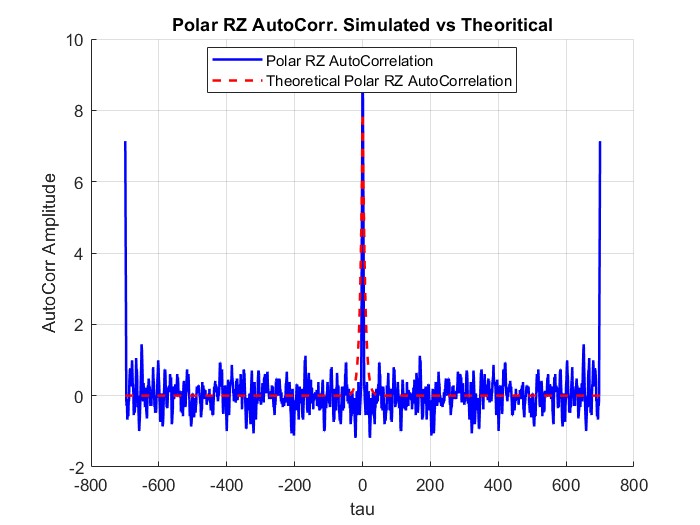 Polar RZ AutoCorr. Simulated vs Theoritical
Polar RZ AutoCorrelation
Theoretical Polar RZ AutoCorrelation
AutoCorr Amplitude
10
8
6
4
2
0
-2
-800 -600 -400 -200 0 200 400 600 800
tau